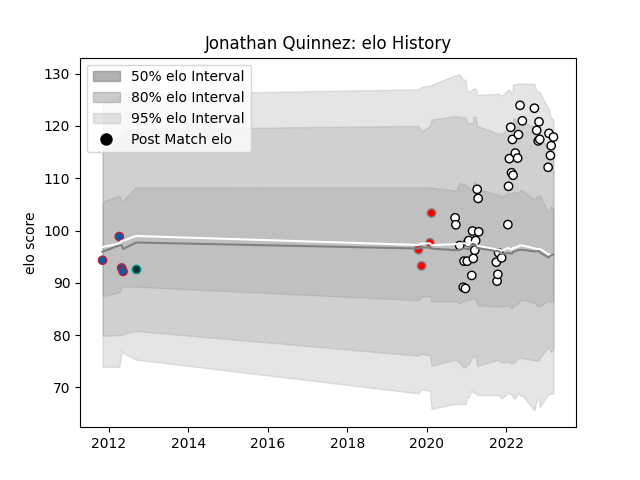 Jonathan Quinnez: elo History
50% elo Interval
80% elo Interval
95% elo Interval
Post Match elo
elo score
130
120
110
100
90
80
70
2012
2014
2016
2018
2020
2022